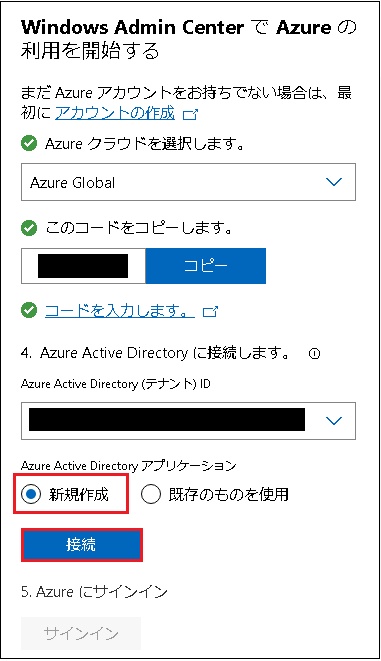 Windows Admin Center で Azure の
利用を開始する
まだ Azure アカウントをお持ちでない場合は、最
初に アカウントの作成
Azure クラウドを選択します。
Azure Global
このコードをコピーします。
コピー
コードを入力します。
4. Azure Active Directory に接続します。
Azure Active Directory (テナント) ID
Azure Active Directory アプリケーション
新規作成 既存のものを使用
接続
5. Azure にサインイン
サインイン